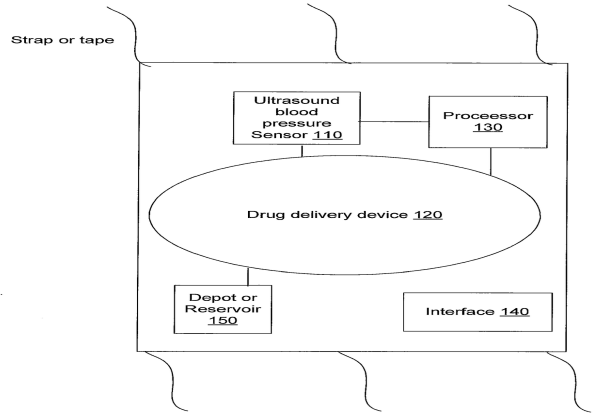 Strap or tape
Ultrasound
blood
pressure
Sensor 110
Proceessor
130
Drug delivery device 120
Depot or
Reservoir
150
Interface 140